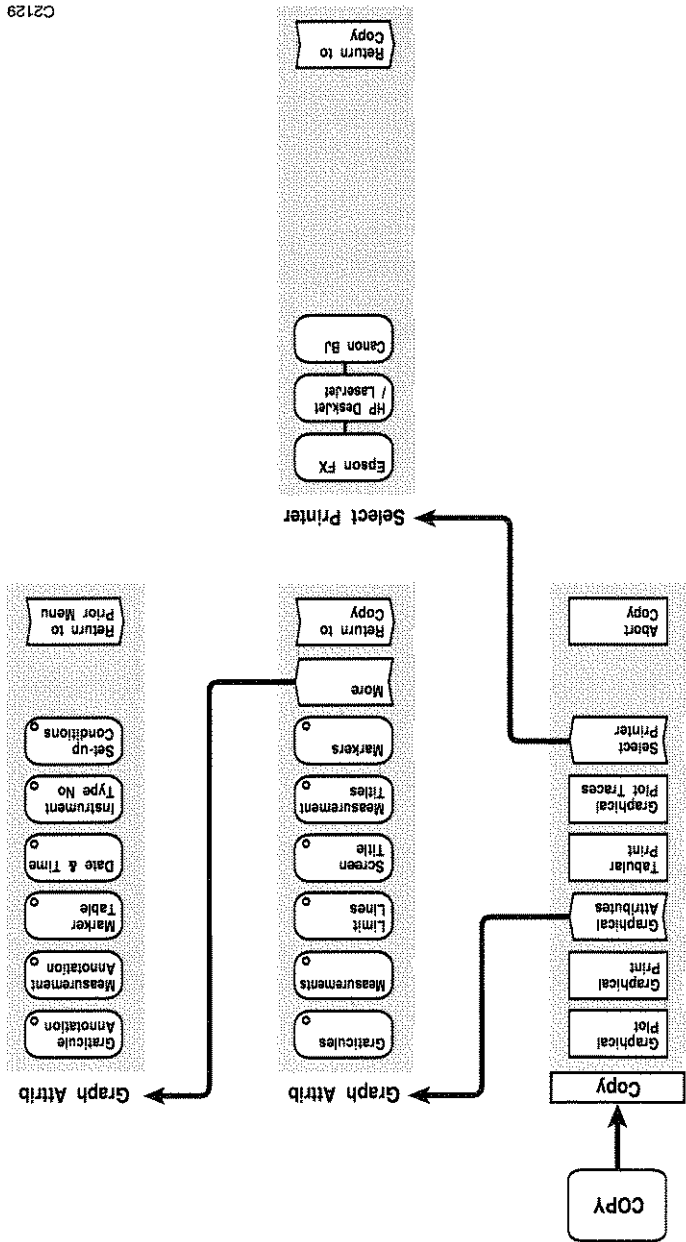 COPY
Copy
Graphical
Plot
Graphical
Print
Graphical
Attributes
Tabular
Print
Graphical
Plot Traces
Select
Printer
Abort
Copy
Graph Attrib
Graticules
Measurements
Limit
Lines
Screen
Title
Measurement
Titles
Markers
More
Return to
Copy
Graph Attrib
Graticule
Annotation
Measurement
Annotation
Marker
Table
Date & Time
Instrument
Type No
Set-up
Conditions
Return to
Prior Menu
Select Printer
Epson FX
HP DeskJet
/ LaserJet
Canon BJ
Return to
Copy
C2129